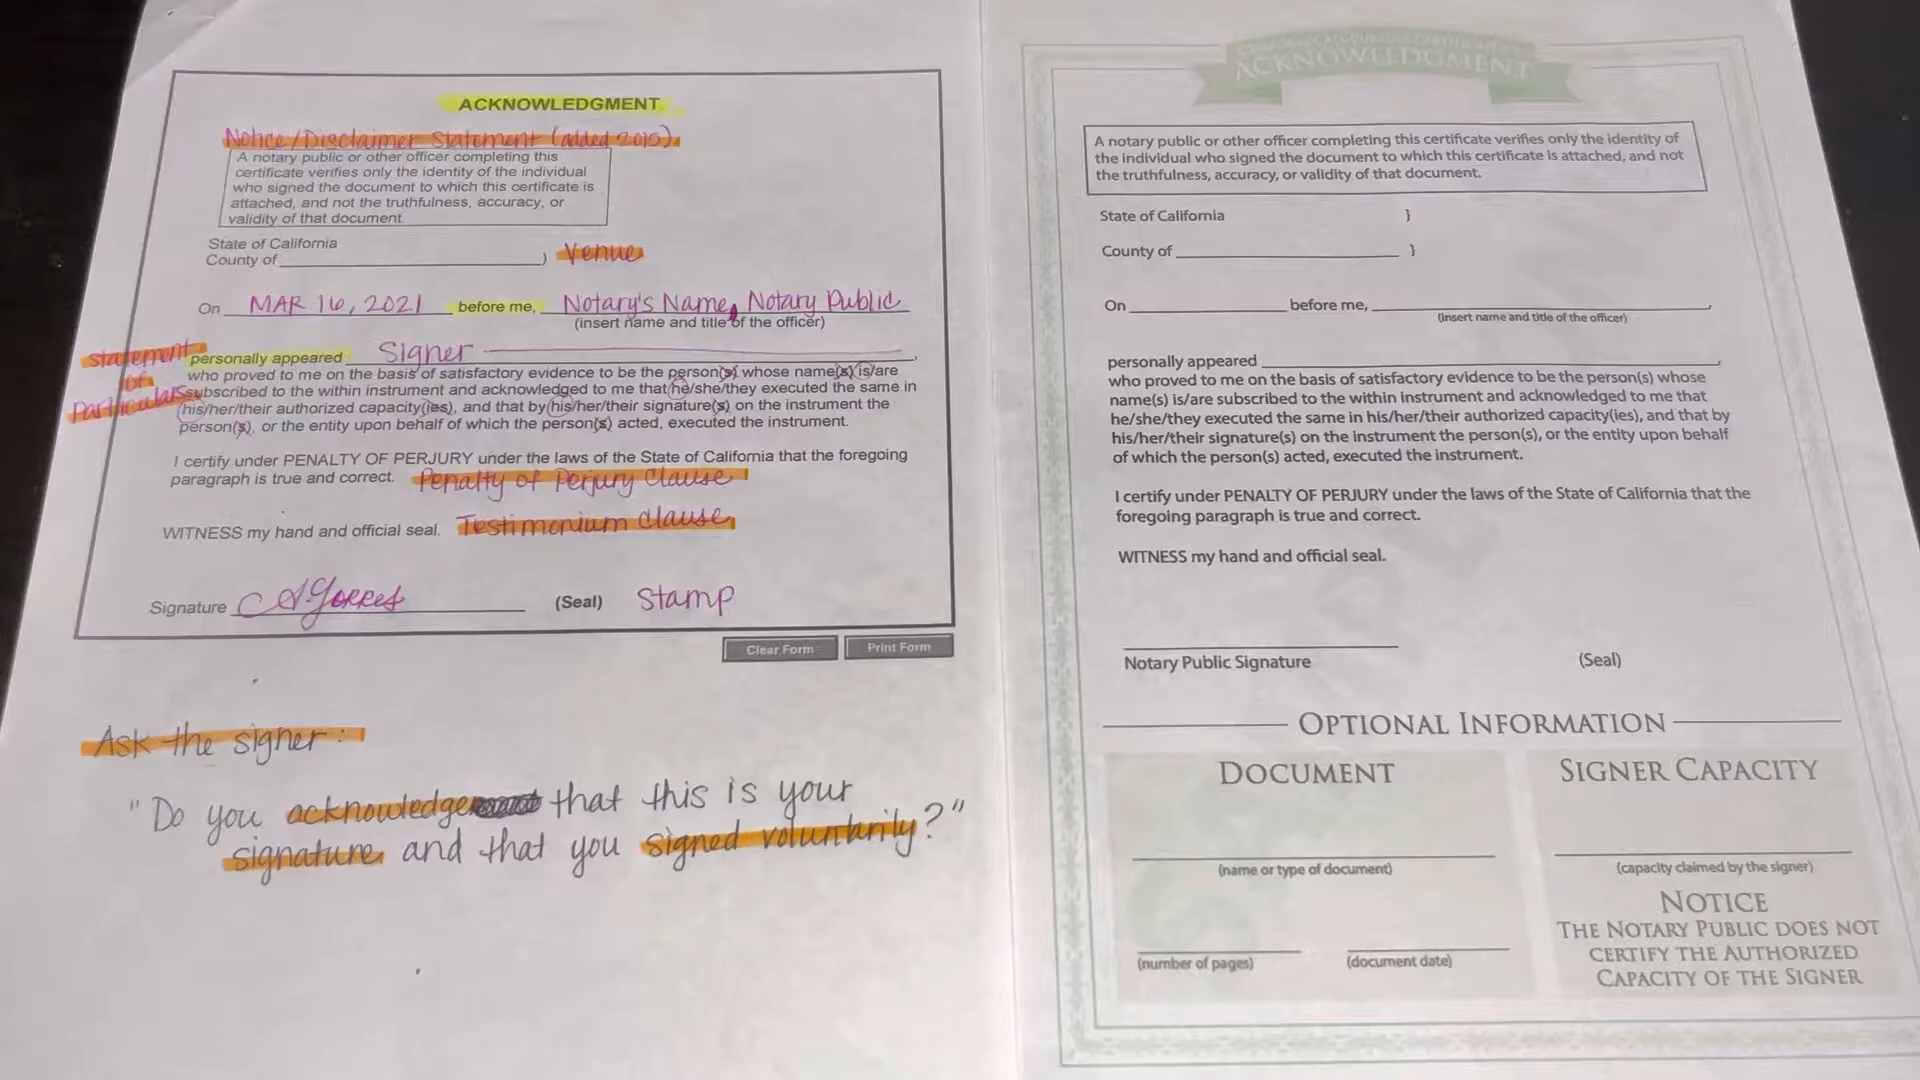 ACKNOWLEDGMENT
Notice/Disclaimer Statement (added 2015)
A notary public or other officer completing this
certificate verifies only the identity of the individual
who signed the document to which this certificate is
attached, and not the truthfulness, accuracy, or
validity of that document.
State of California
County of ) Venue
On MAR 16, 2021 before me, Notary's Name, Notary Public
(insert name and title of the officer)
statement of Particulars
personally appeared Signer ,
who proved to me on the basis of satisfactory evidence to be the person(s) whose name(s) is/are
subscribed to the within instrument and acknowledged to me that he/she/they executed the same in
his/her/their authorized capacity(ies), and that by his/her/their signature(s) on the instrument the
person(s), or the entity upon behalf of which the person(s) acted, executed the instrument.
I certify under PENALTY OF PERJURY under the laws of the State of California that the foregoing
paragraph is true and correct. Penalty of Perjury Clause
WITNESS my hand and official seal. Testimonium Clause
Signature (Seal) Stamp
Clear Form Print Form
Ask the signer:
"Do you acknowledge that this is your
signature and that you signed voluntarily?"
ACKNOWLEDGMENT
A notary public or other officer completing this certificate verifies only the identity of
the individual who signed the document to which this certificate is attached, and not
the truthfulness, accuracy, or validity of that document.
State of California }
County of }
On before me, ,
(insert name and title of the officer)
personally appeared ,
who proved to me on the basis of satisfactory evidence to be the person(s) whose
name(s) is/are subscribed to the within instrument and acknowledged to me that
he/she/they executed the same in his/her/their authorized capacity(ies), and that by
his/her/their signature(s) on the instrument the person(s), or the entity upon behalf
of which the person(s) acted, executed the instrument.
I certify under PENALTY OF PERJURY under the laws of the State of California that the
foregoing paragraph is true and correct.
WITNESS my hand and official seal.
Notary Public Signature (Seal)
OPTIONAL INFORMATION
DOCUMENT
(name or type of document)
(number of pages) (document date)
SIGNER CAPACITY
(capacity claimed by the signer)
NOTICE
THE NOTARY PUBLIC DOES NOT
CERTIFY THE AUTHORIZED
CAPACITY OF THE SIGNER